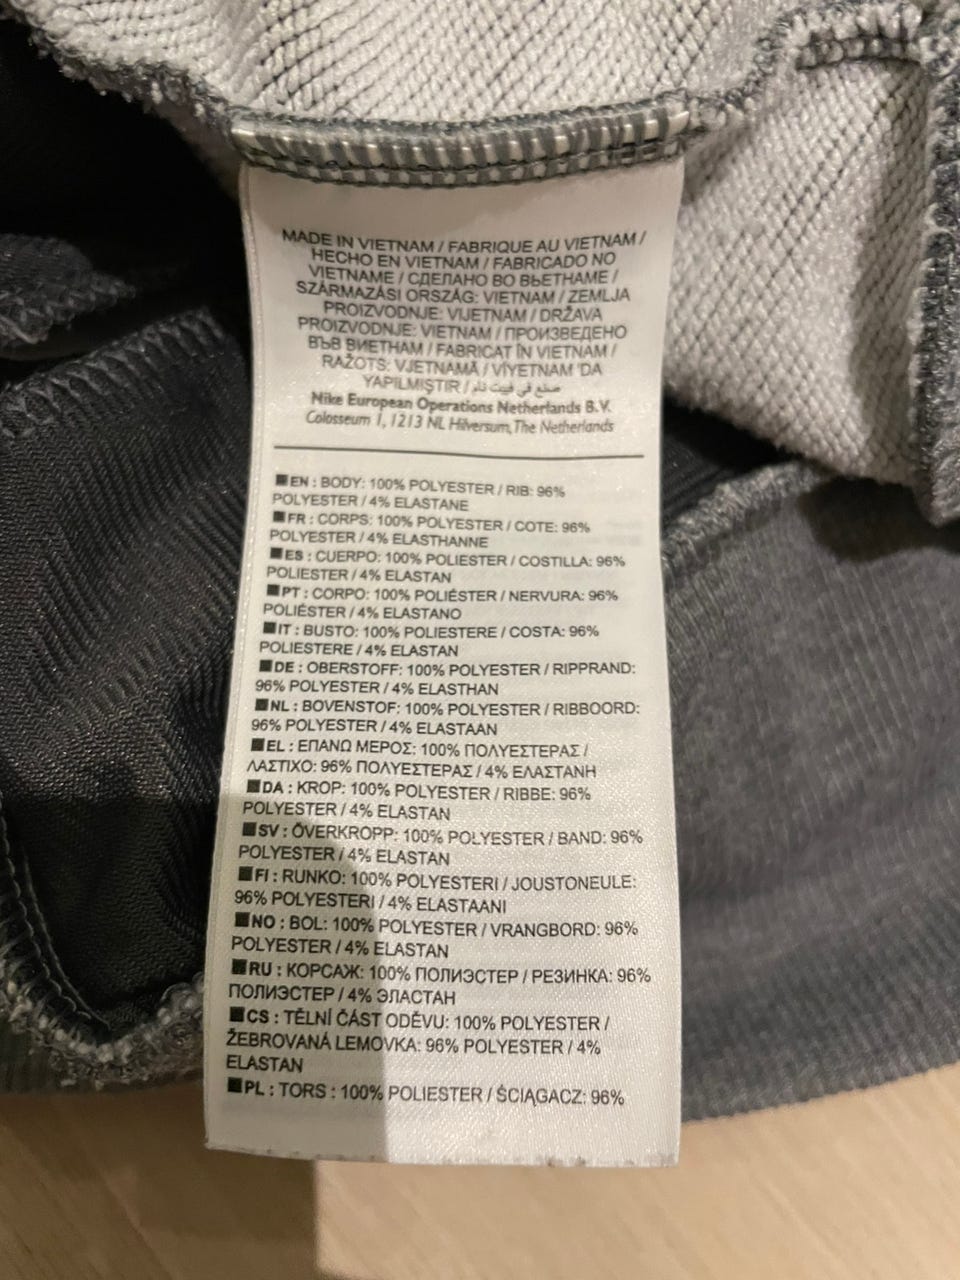 MADE IN VIETNAM / FABRIQUE AU VIETNAM /
HECHO EN VIETNAM / FABRICADO NO
VIETNAME / СДЕЛАНО ВО ВЬЕТНАМЕ /
SZÁRMAZÁSI ORSZÁG: VIETNAM / ZEMLJA
PROIZVODNJE: VIJETNAM / DRŽAVA
PROIZVODNJE: VIETNAM / ПРОИЗВЕДЕНО
ВЪВ ВИЕТНАМ / FABRICAT ÎN VIETNAM /
RAŽOTS: VJETNAMĀ / VİYETNAM 'DA
YAPILMIŞTIR / صنع في فييت نام
Nike European Operations Netherlands B.V.
Colosseum 1, 1213 NL Hilversum, The Netherlands
EN : BODY: 100% POLYESTER / RIB: 96%
POLYESTER / 4% ELASTANE
FR : CORPS: 100% POLYESTER / COTE: 96%
POLYESTER / 4% ELASTHANNE
ES : CUERPO: 100% POLIESTER / COSTILLA: 96%
POLIESTER / 4% ELASTAN
PT : CORPO: 100% POLIÉSTER / NERVURA: 96%
POLIÉSTER / 4% ELASTANO
IT : BUSTO: 100% POLIESTERE / COSTA: 96%
POLIESTERE / 4% ELASTAN
DE : OBERSTOFF: 100% POLYESTER / RIPPRAND:
96% POLYESTER / 4% ELASTHAN
NL : BOVENSTOF: 100% POLYESTER / RIBBOORD:
96% POLYESTER / 4% ELASTAAN
EL : ΕΠΑΝΩ ΜΕΡΟΣ: 100% ΠΟΛΥΕΣΤΕΡΑΣ /
ΛΑΣΤΙΧΟ: 96% ΠΟΛΥΕΣΤΕΡΑΣ / 4% ΕΛΑΣΤΑΝΗ
DA : KROP: 100% POLYESTER / RIBBE: 96%
POLYESTER / 4% ELASTAN
SV : ÖVERKROPP: 100% POLYESTER / BAND: 96%
POLYESTER / 4% ELASTAN
FI : RUNKO: 100% POLYESTERI / JOUSTONEULE:
96% POLYESTERI / 4% ELASTAANI
NO : BOL: 100% POLYESTER / VRANGBORD: 96%
POLYESTER / 4% ELASTAN
RU : КОРСАЖ: 100% ПОЛИЭСТЕР / РЕЗИНКА: 96%
ПОЛИЭСТЕР / 4% ЭЛАСТАН
CS : TĚLNÍ ČÁST ODĚVU: 100% POLYESTER /
ŽEBROVANÁ LEMOVKA: 96% POLYESTER / 4%
ELASTAN
PL : TORS : 100% POLIESTER / ŚCIĄGACZ: 96%